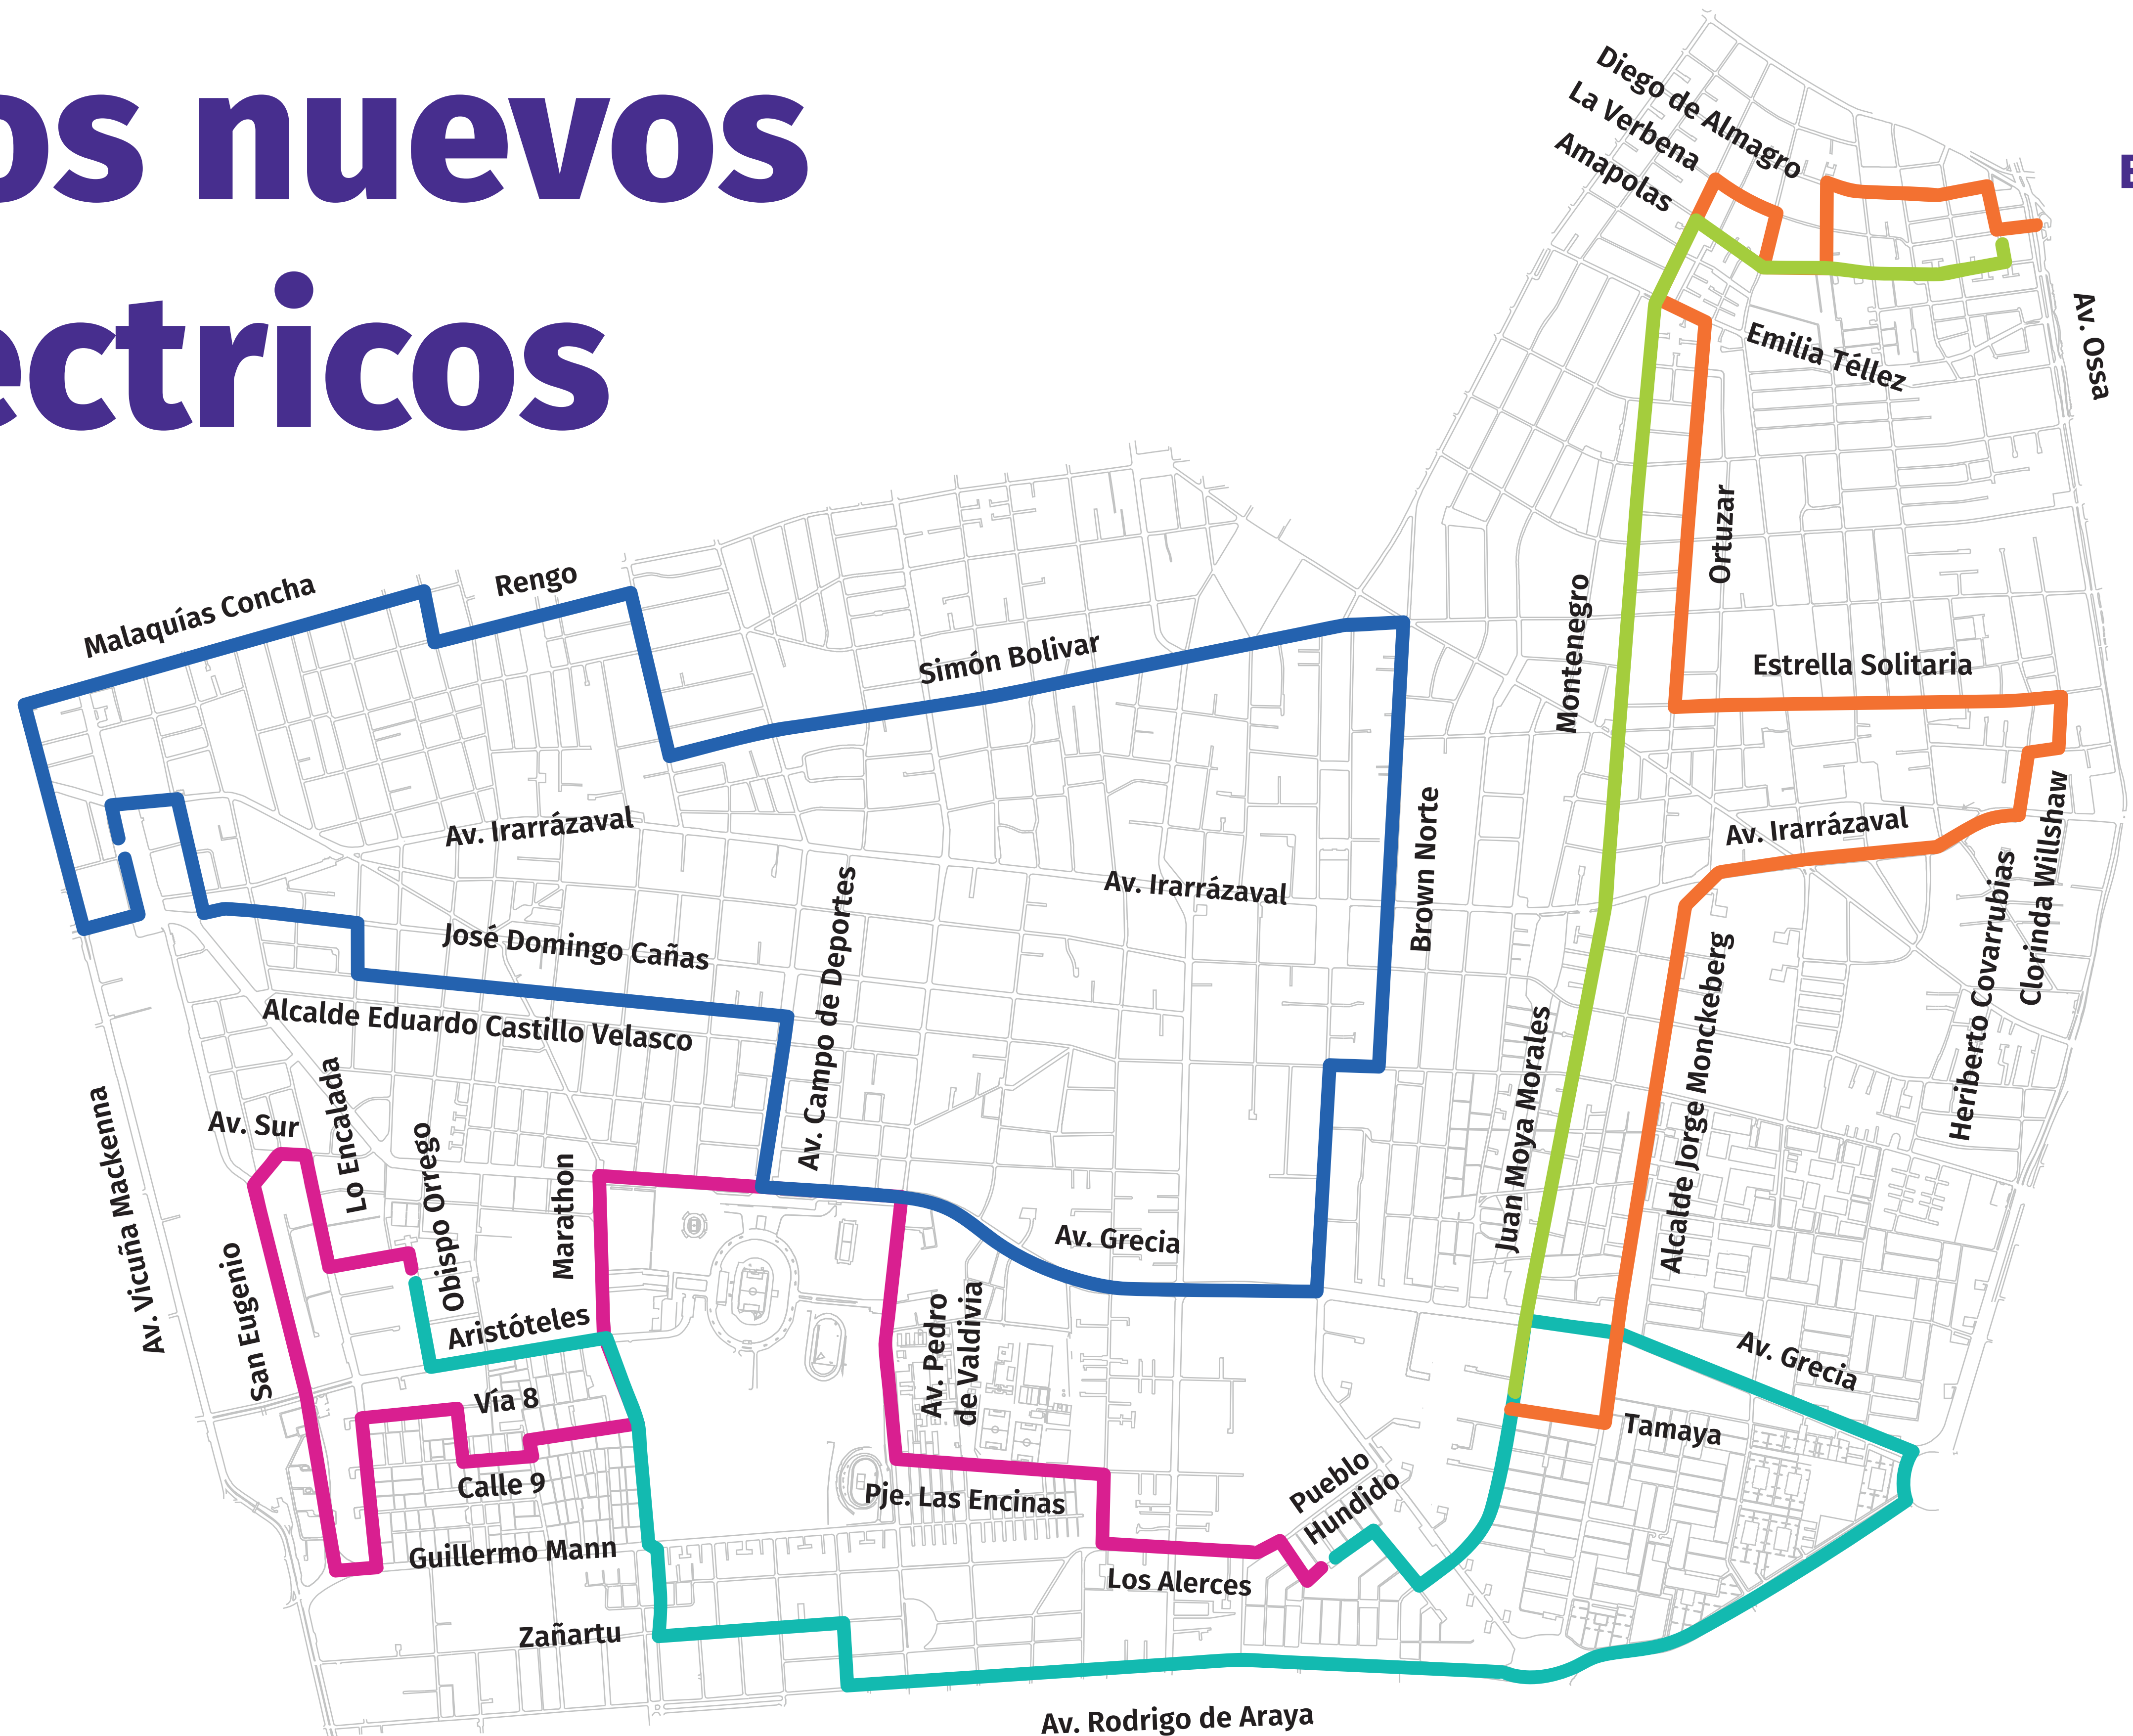 os nuevos
ectricos
E
Diego de Almagro
La Verbena
Amapolas
Av. Ossa
Emilia Téllez
Ortuzar
Montenegro
Estrella Solitaria
Malaquías Concha
Rengo
Simón Bolivar
Av. Irarrázaval
Av. Irarrázaval
Av. Irarrázaval
Brown Norte
Clorinda Willshaw
Heriberto Covarrubias
José Domingo Cañas
Av. Campo de Deportes
Alcalde Eduardo Castillo Velasco
Alcalde Jorge Monckeberg
Juan Moya Morales
Av. Vicuña Mackenna
Av. Sur
Lo Encalada
Obispo Orrego
Marathon
San Eugenio
Aristóteles
Av. Grecia
Av. Grecia
Av. Pedro
de Valdivia
Vía 8
Calle 9
Tamaya
Pje. Las Encinas
Pueblo
Hundido
Guillermo Mann
Los Alerces
Zañartu
Av. Rodrigo de Araya